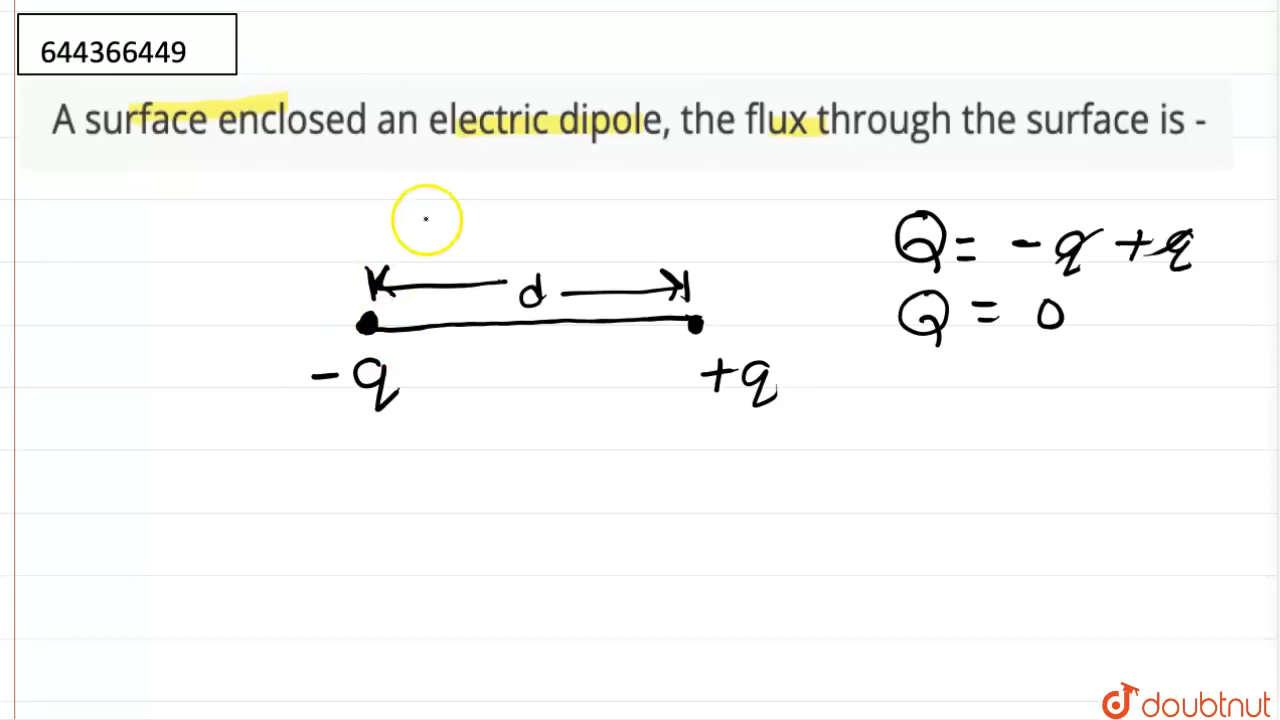 644366449
A surface enclosed an electric dipole, the flux through the surface is -
Q = - q + q
Q = 0
d
- q
+ q
doubtnut